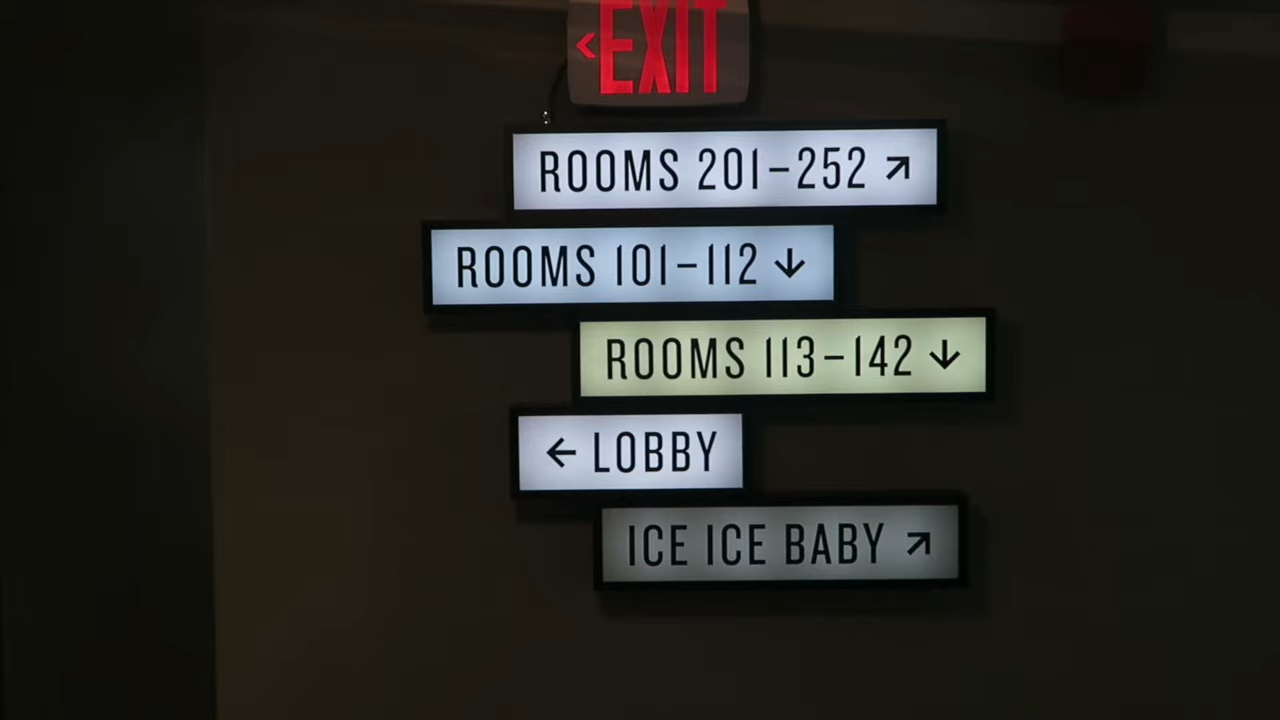 <EXIT
ROOMS 201–252 ↗
ROOMS 101–112 ↓
ROOMS 113–142 ↓
← LOBBY
ICE ICE BABY ↗